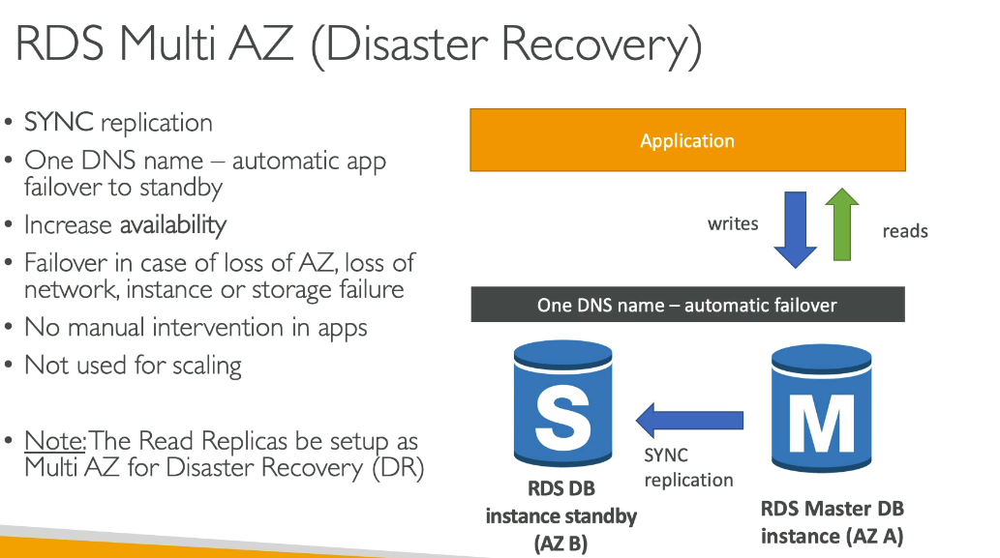 RDS Multi AZ (Disaster Recovery)
• SYNC replication
• One DNS name – automatic app
failover to standby
• Increase availability
• Failover in case of loss of AZ, loss of
network, instance or storage failure
• No manual intervention in apps
• Not used for scaling
• Note: The Read Replicas be setup as
Multi AZ for Disaster Recovery (DR)
Application
writes
reads
One DNS name – automatic failover
S
M
SYNC
replication
RDS DB
instance standby
(AZ B)
RDS Master DB
instance (AZ A)